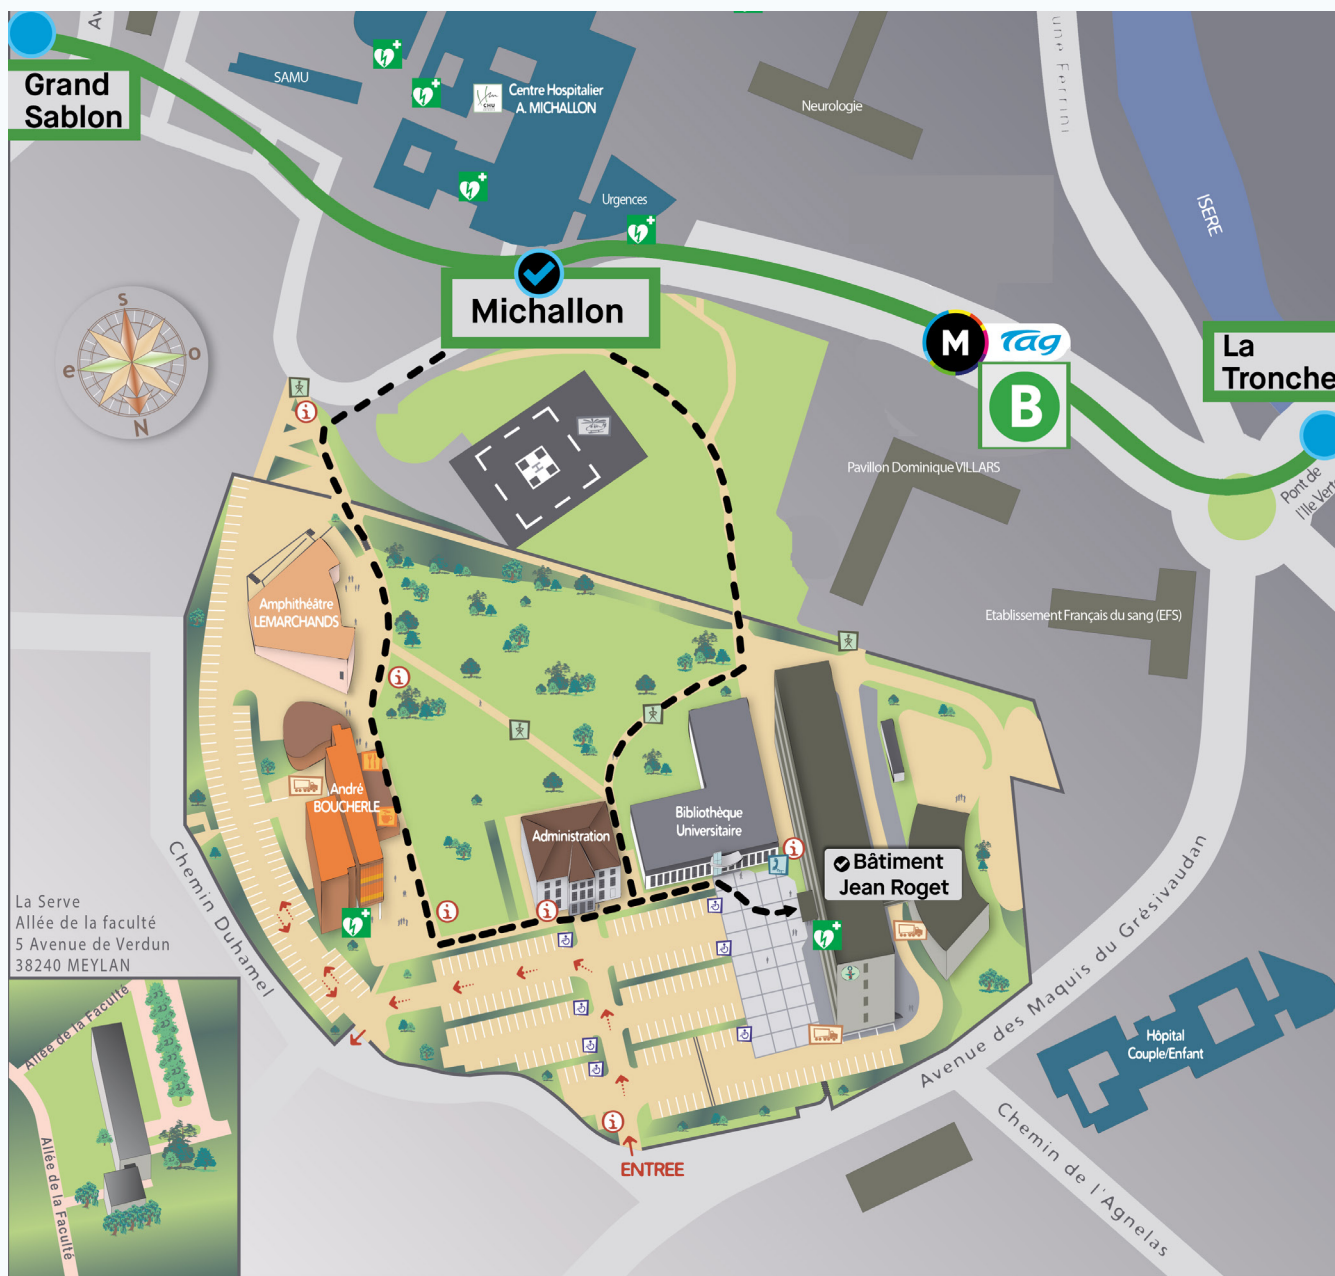 Grand
Sablon
Av
SAMU
CHU
Centre Hospitalier
A. MICHALLON
Urgences
Neurologie
ISERE
Michallon
M
Tag
B
La
Tronche
Pont de
l'Ile Verte
s
e
o
N
i
H
Pavillon Dominique VILLARS
Etablissement Français du sang (EFS)
Amphithéâtre
LEMARCHANDS
i
André
BOUCHERLE
Administration
Bibliothèque
Universitaire
i
Bâtiment
Jean Roget
i
i
Chemin Duhamel
Avenue des Maquis du Grésivaudan
Hôpital
Couple/Enfant
Chemin de l'Agnelas
i
ENTREE
La Serve
Allée de la faculté
5 Avenue de Verdun
38240 MEYLAN
Allée de la Faculté
Allée de la Faculté